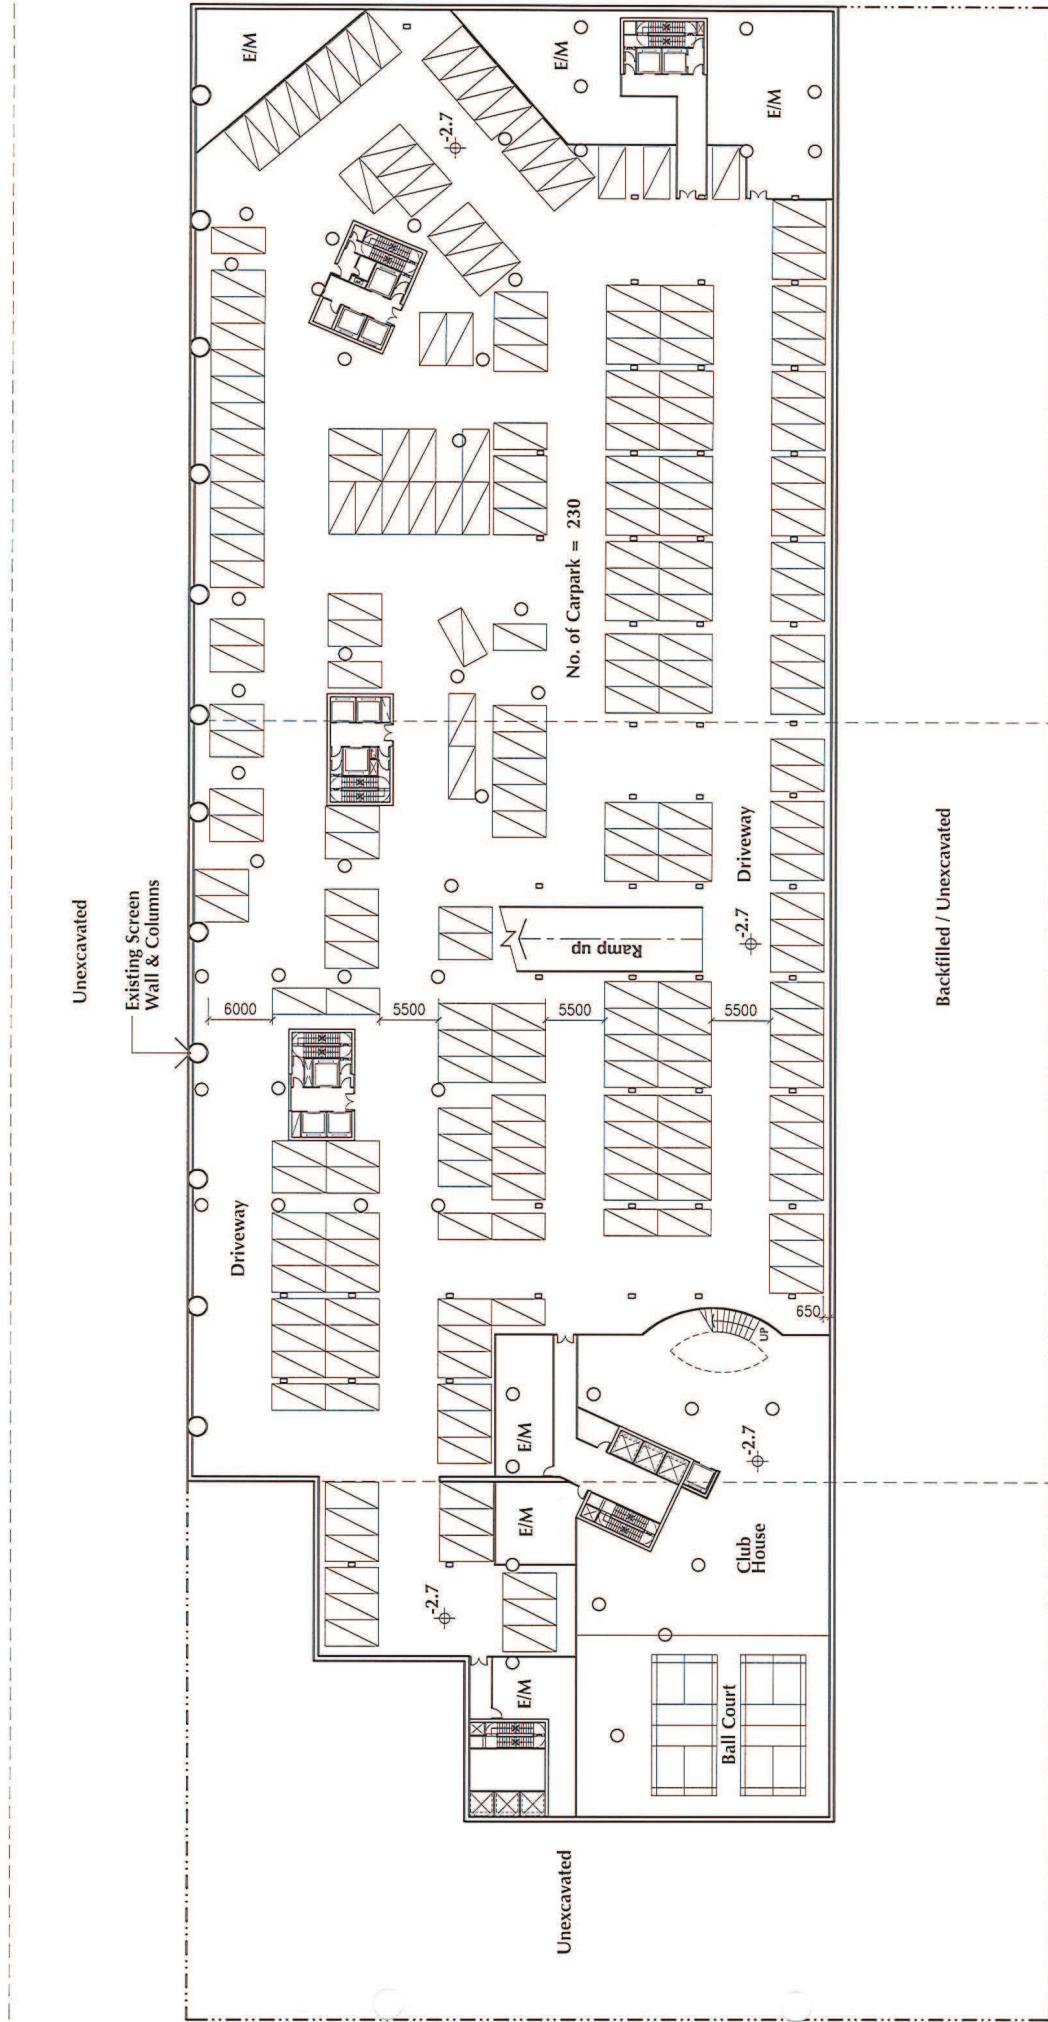 E/M
E/M
E/M
-2.7
No. of Carpark = 230
Unexcavated
Existing Screen
Wall & Columns
Driveway
-2.7
Ramp up
Backfilled / Unexcavated
6000
5500
5500
5500
Driveway
650
UP
E/M
-2.7
E/M
Club
House
-2.7
E/M
Ball Court
Unexcavated